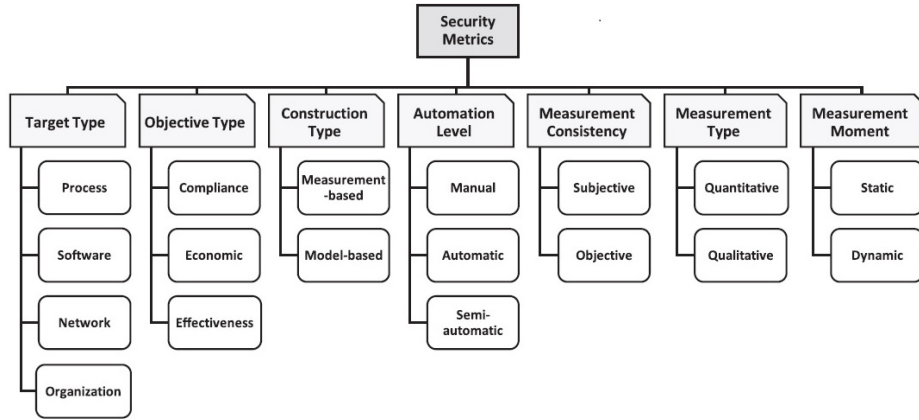 Security
Metrics
Target Type
Objective Type
Construction
Type
Automation
Level
Measurement
Consistency
Measurement
Type
Measurement
Moment
Process
Compliance
Measurement
-based
Manual
Subjective
Quantitative
Static
Software
Economic
Model-based
Automatic
Objective
Qualitative
Dynamic
Network
Effectiveness
Semi-
automatic
Organization